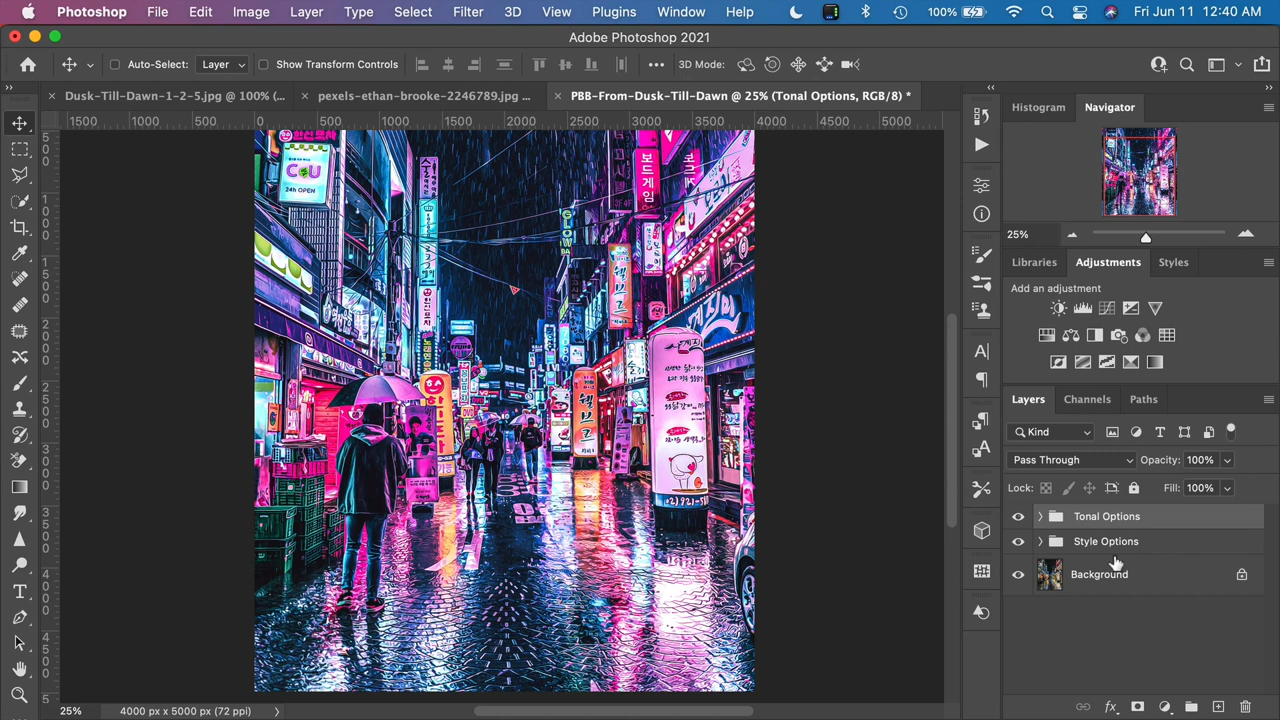 Photoshop File Edit Image Layer Type Select Filter 3D View Plugins Window Help 100% Fri Jun 11 12:40 AM
Adobe Photoshop 2021
Auto-Select: Layer Show Transform Controls 3D Mode:
Dusk-Till-Dawn-1-2-5.jpg @ 100% (... pexels-ethan-brooke-2246789.jpg ... PBB-From-Dusk-Till-Dawn @ 25% (Tonal Options, RGB/8) *
1500 1000 500 0 500 1000 1500 2000 2500 3000 3500 4000 4500 5000
Histogram Navigator
25%
Libraries Adjustments Styles
Add an adjustment
Layers Channels Paths
Kind
Pass Through Opacity: 100%
Lock: Fill: 100%
Tonal Options
Style Options
Background
25% 4000 px x 5000 px (72 ppi)
CU
24h OPEN
보드게임
GLOW
DVD